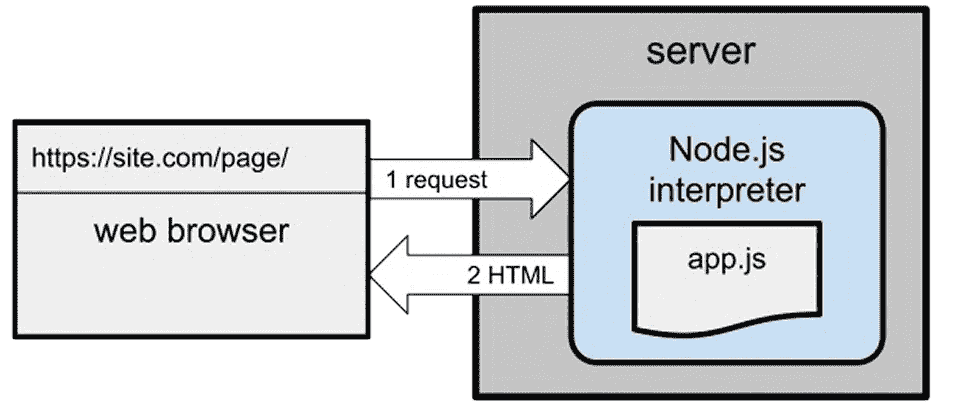 server
https://site.com/page/
web browser
1 request
2 HTML
Node.js
interpreter
app.js